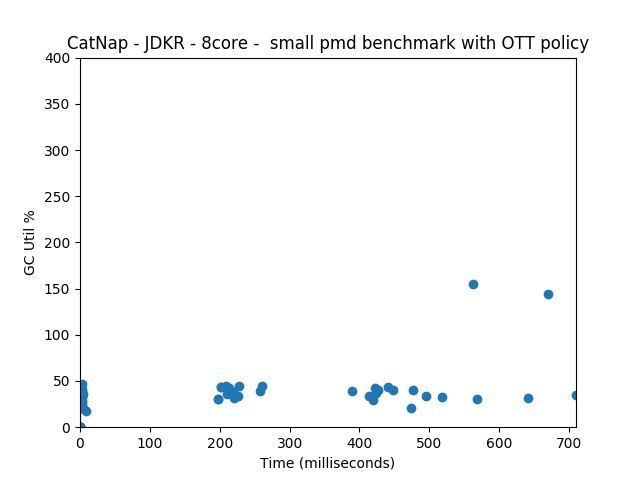 CatNap - JDKR - 8core -  small pmd benchmark with OTT policy
400
350
300
250
200
150
100
50
0
GC Util %
0 100 200 300 400 500 600 700
Time (milliseconds)